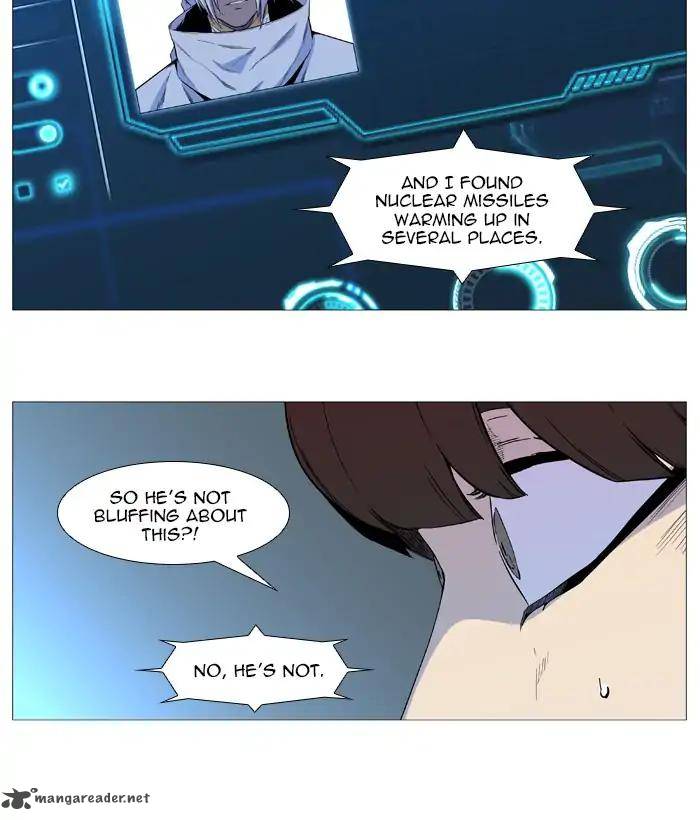 AND I FOUND
NUCLEAR MISSILES
WARMING UP IN
SEVERAL PLACES.
SO HE'S NOT
BLUFFING ABOUT
THIS?!
NO, HE'S NOT.
mangareader.net